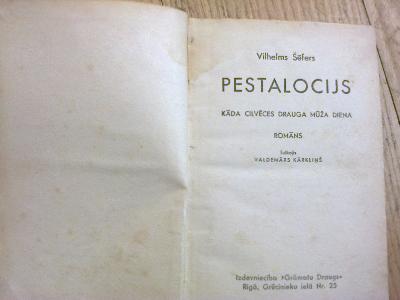 Vilhelms Šēfers
PESTALOCIJS
KĀDA CILVĒCES DRAUGA MŪŽA DIENA
ROMĀNS
Tulkojis
VALDEMĀRS KĀRKLIŅŠ
Izdevniecība »Grāmatu Draugs«
Rīgā, Grēcinieku ielā Nr. 25